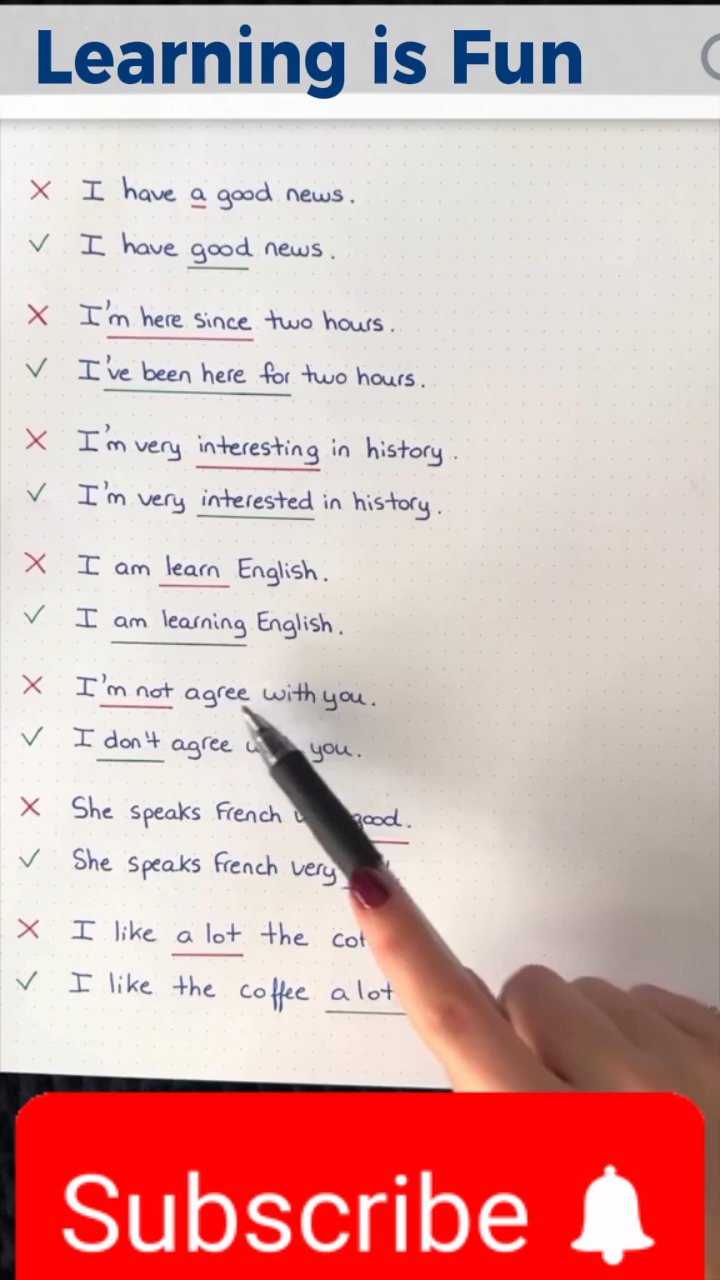 Learning is Fun
✗ I have a good news.
✓ I have good news.
✗ I'm here since two hours.
✓ I've been here for two hours.
✗ I'm very interesting in history.
✓ I'm very interested in history.
✗ I am learn English.
✓ I am learning English.
✗ I'm not agree with you.
✓ I don't agree you.
✗ She speaks French good.
✓ She speaks French very
✗ I like a lot the
✓ I like the coffee a lot
Subscribe